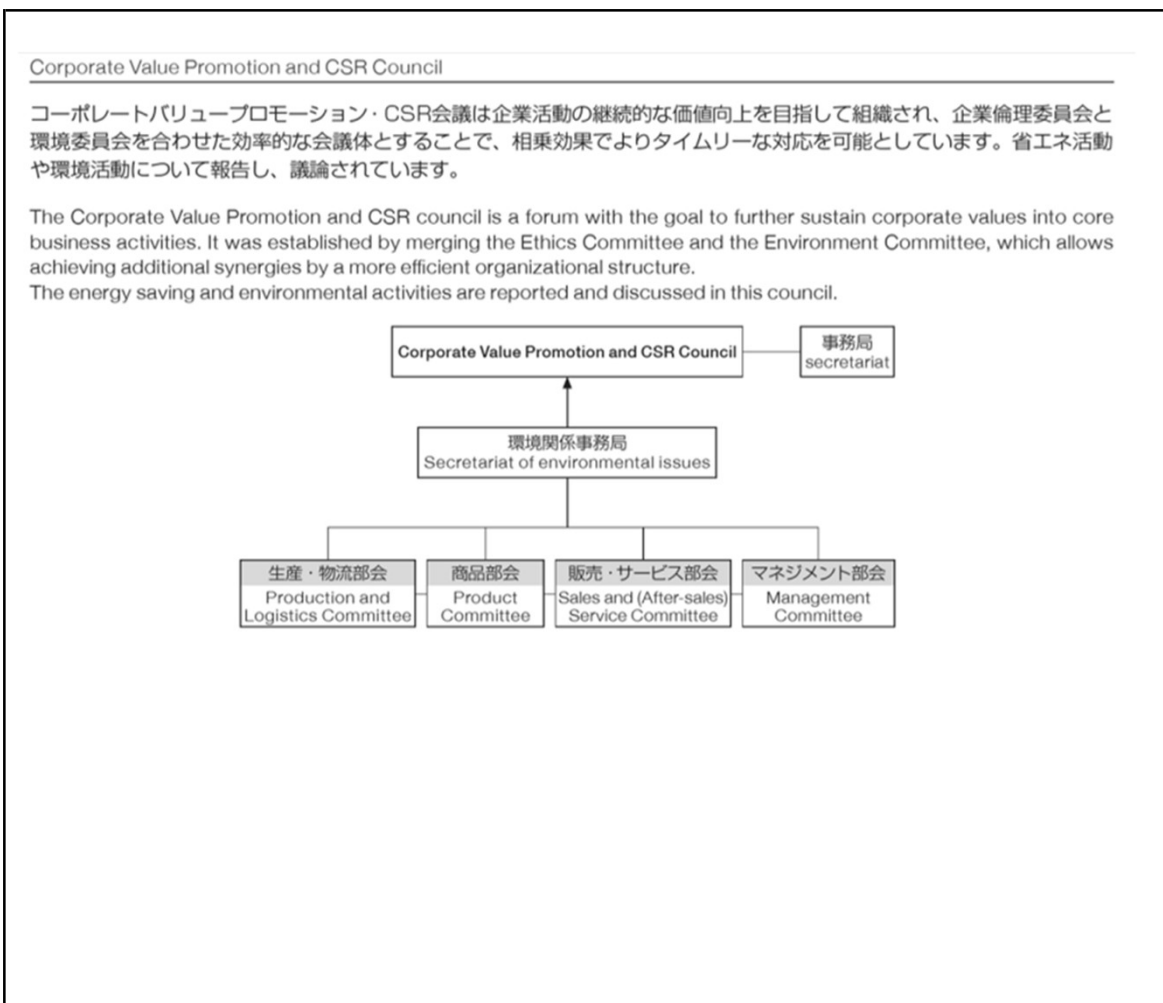 Corporate Value Promotion and CSR Council
コーポレートバリュープロモーション・CSR会議は企業活動の継続的な価値向上を目指して組織され、企業倫理委員会と
環境委員会を合わせた効率的な会議体とすることで、相乗効果でよりタイムリーな対応を可能としています。省エネ活動
や環境活動について報告し、議論されています。
The Corporate Value Promotion and CSR council is a forum with the goal to further sustain corporate values into core
business activities. It was established by merging the Ethics Committee and the Environment Committee, which allows
achieving additional synergies by a more efficient organizational structure.
The energy saving and environmental activities are reported and discussed in this council.
Corporate Value Promotion and CSR Council
事務局
secretariat
環境関係事務局
Secretariat of environmental issues
生産・物流部会
Production and
Logistics Committee
商品部会
Product
Committee
販売・サービス部会
Sales and (After-sales)
Service Committee
マネジメント部会
Management
Committee